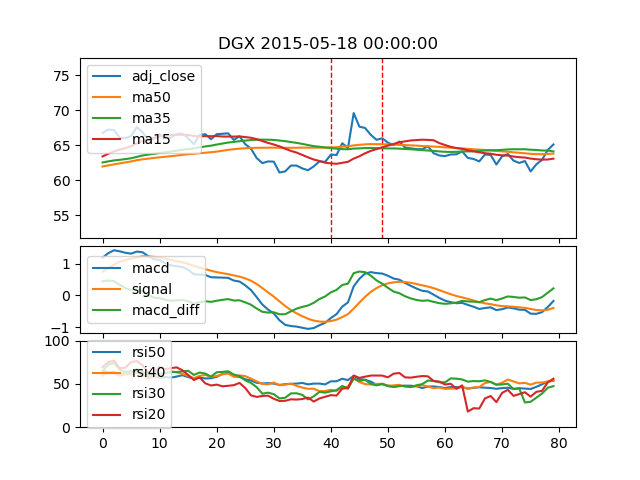 DGX 2015-05-18 00:00:00
75
70
65
60
55
adj_close
ma50
ma35
ma15
1
0
−1
macd
signal
macd_diff
100
50
0
rsi50
rsi40
rsi30
rsi20
0 10 20 30 40 50 60 70 80